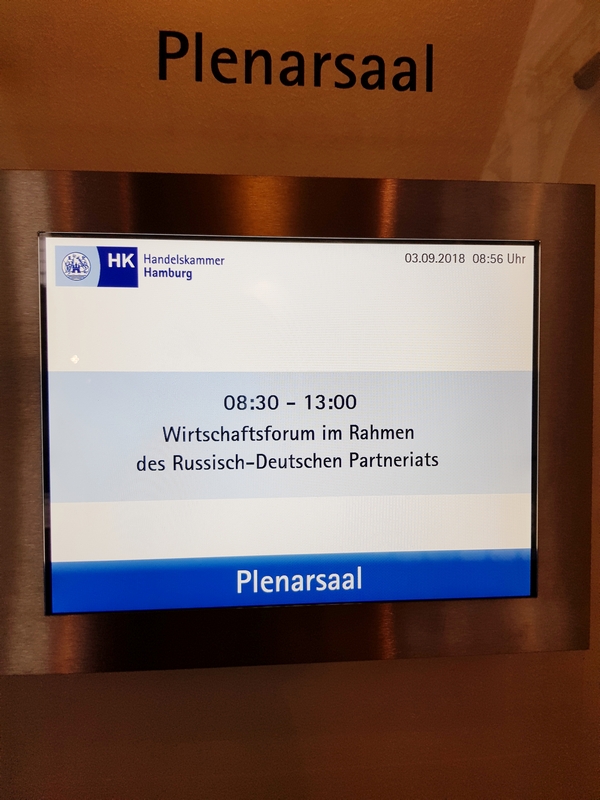 Plenarsaal
HK Handelskammer
Hamburg
03.09.2018 08:56 Uhr
08:30 - 13:00
Wirtschaftsforum im Rahmen
des Russisch-Deutschen Partneriats
Plenarsaal